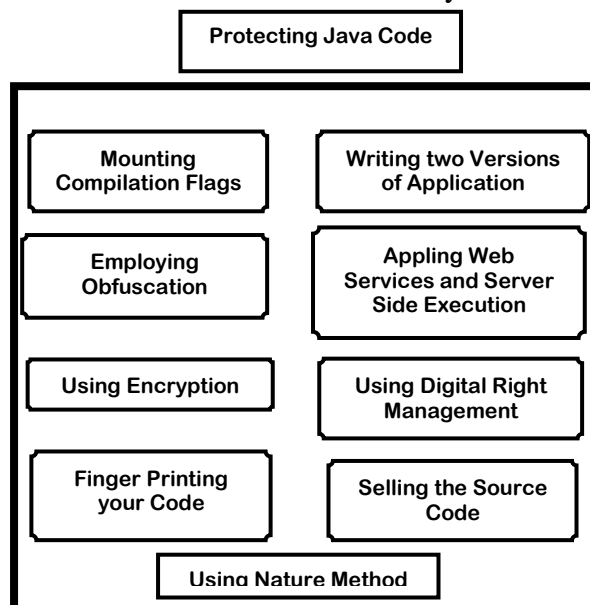 Protecting Java Code
Mounting
Compilation Flags
Writing two Versions
of Application
Employing
Obfuscation
Appling Web
Services and Server
Side Execution
Using Encryption
Using Digital Right
Management
Finger Printing
your Code
Selling the Source
Code
Using Nature Method